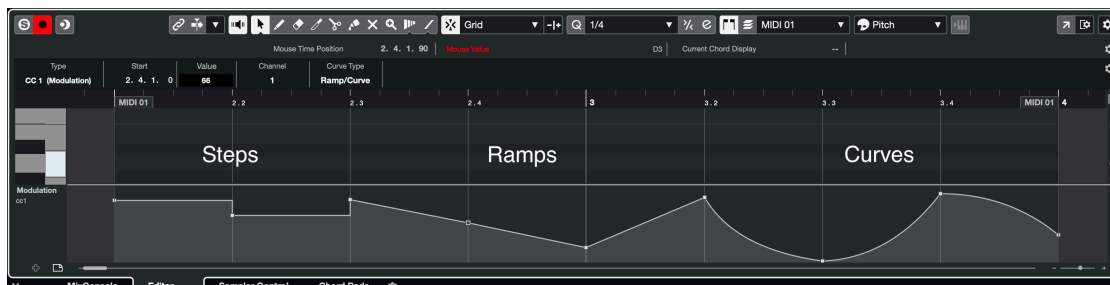 S
Grid
Q 1/4
MIDI 01
Pitch
Mouse Time Position 2. 4. 1. 90 Mouse Value D3 Current Chord Display --
Type Start Value Channel Curve Type
CC 1 (Modulation) 2. 4. 1. 0 66 1 Ramp/Curve
MIDI 01 2.2 2.3 2.4 3 3.2 3.3 3.4 MIDI 01 4
Steps Ramps Curves
Modulation
cc1
MixConsole Editor Sampler Control Chord Pads